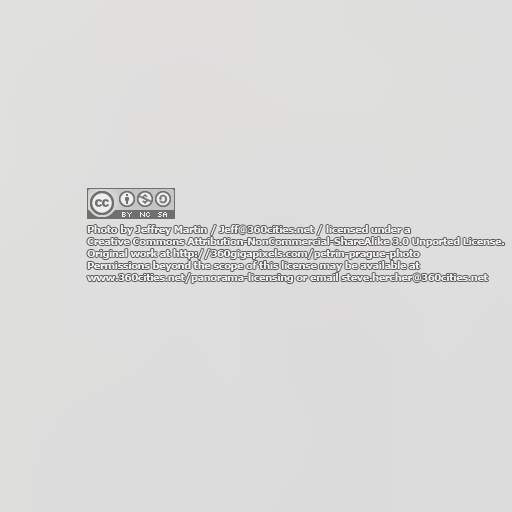 cc BY NC SA
Photo by Jeffrey Martin / Jeff@360cities.net / licensed under a
Creative Commons Attribution-NonCommercial-ShareAlike 3.0 Unported License.
Original work at http://360gigapixels.com/petrin-prague-photo
Permissions beyond the scope of this license may be available at
www.360cities.net/panorama-licensing or email steve.hercher@360cities.net